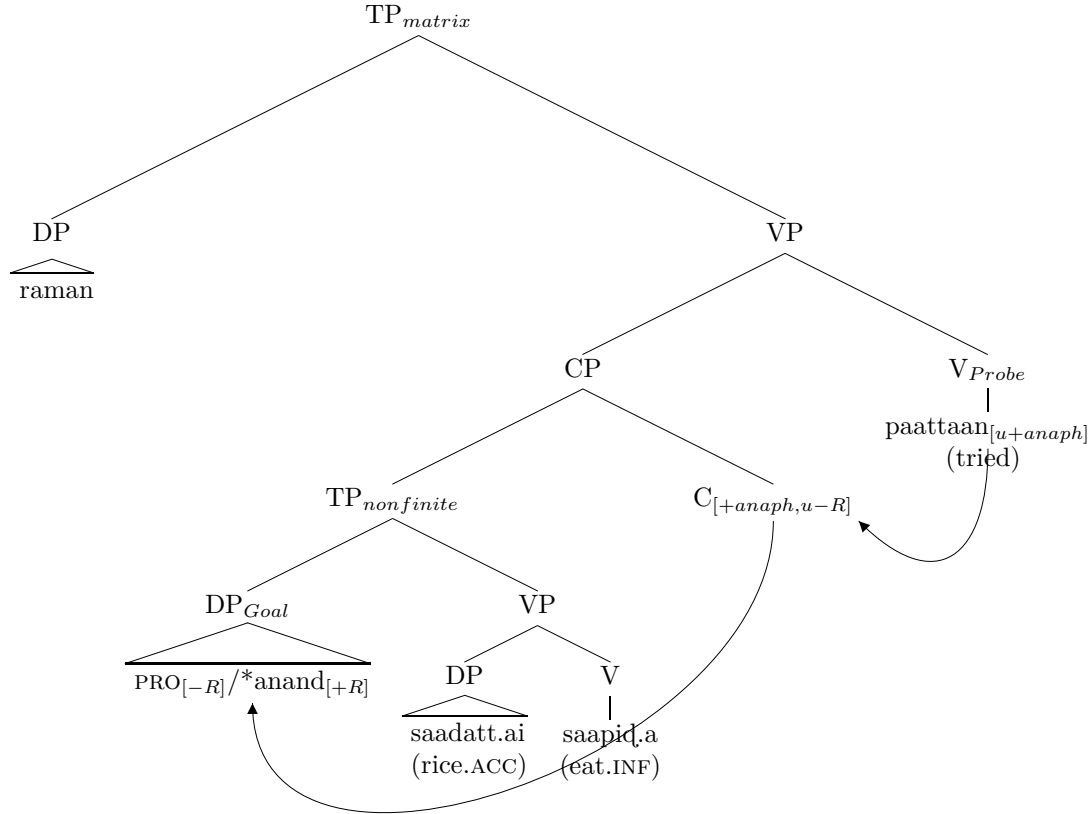 TP_matrix
DP VP
raman
CP V_Probe
paattaan_[u+anaph]
(tried)
TP_nonfinite C_[+anaph,u−R]
DP_Goal VP
DP V
PRO_[−R]/*anand_[+R]
saadatt.ai saapiɖ.a
(rice.ACC) (eat.INF)